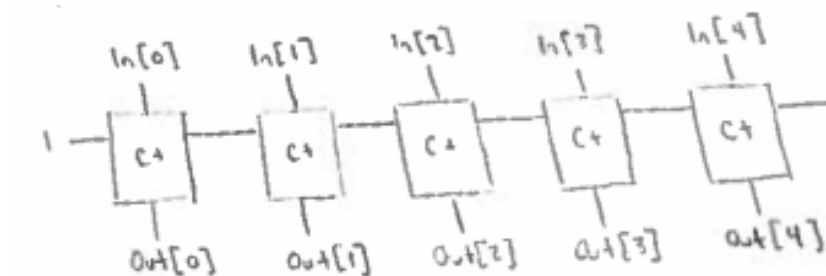 In[0] In[1] In[2] In[3] In[4]
1 C+ C+ C+ C+ C+
Out[0] Out[1] Out[2] Out[3] Out[4]